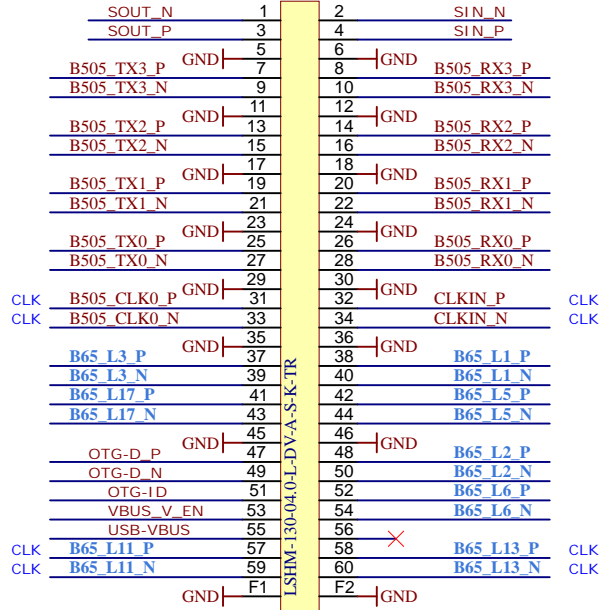 SOUT_N 1 2 SIN_N
SOUT_P 3 4 SIN_P
GND 5 6 GND
B505_TX3_P 7 8 B505_RX3_P
B505_TX3_N 9 10 B505_RX3_N
GND 11 12 GND
B505_TX2_P 13 14 B505_RX2_P
B505_TX2_N 15 16 B505_RX2_N
GND 17 18 GND
B505_TX1_P 19 20 B505_RX1_P
B505_TX1_N 21 22 B505_RX1_N
GND 23 24 GND
B505_TX0_P 25 26 B505_RX0_P
B505_TX0_N 27 28 B505_RX0_N
GND 29 30 GND
CLK B505_CLK0_P 31 32 CLKIN_P CLK
CLK B505_CLK0_N 33 34 CLKIN_N CLK
GND 35 36 GND
B65_L3_P 37 38 B65_L1_P
B65_L3_N 39 40 B65_L1_N
B65_L17_P 41 42 B65_L5_P
B65_L17_N 43 44 B65_L5_N
GND 45 46 GND
OTG-D_P 47 48 B65_L2_P
OTG-D_N 49 50 B65_L2_N
OTG-ID 51 52 B65_L6_P
VBUS_V_EN 53 54 B65_L6_N
USB-VBUS 55 56
CLK B65_L11_P 57 58 B65_L13_P CLK
CLK B65_L11_N 59 60 B65_L13_N CLK
GND F1 F2 GND
LSHM-130-04.0-L-DV-A-S-K-TR